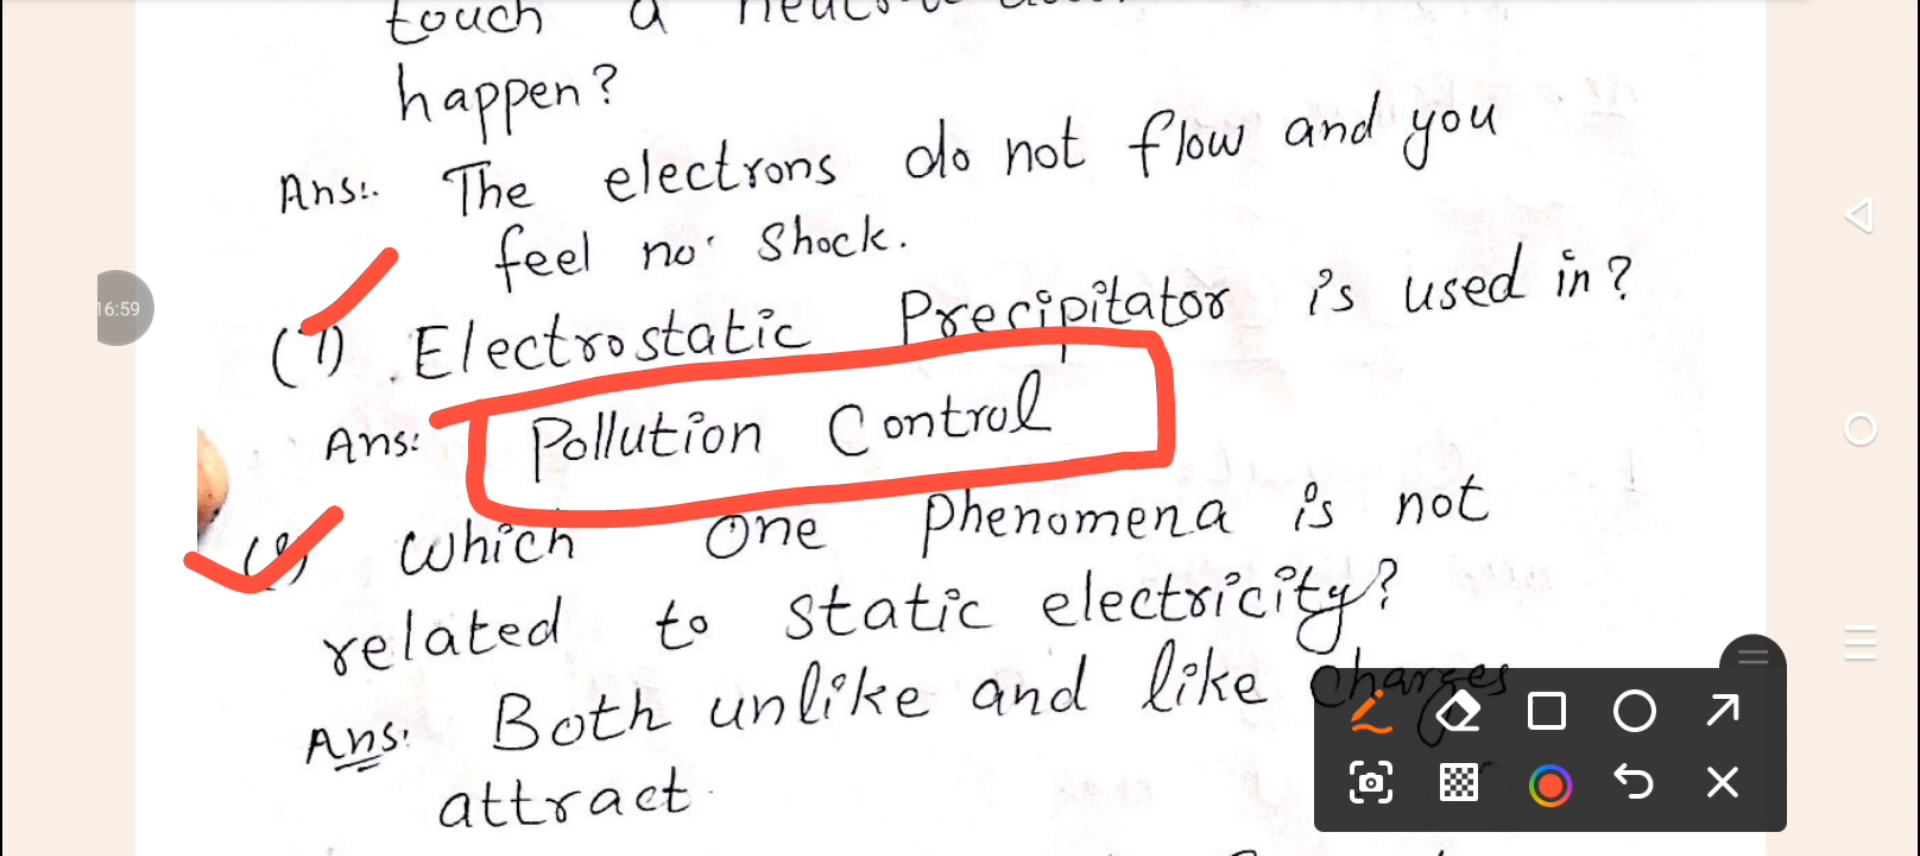 touch a
happen?
Ans:. The electrons do not flow and you
feel no shock.
(7) Electrostatic Precipitator is used in?
Ans: Pollution Control
(8) Which one phenomena is not
related to static electricity?
Ans: Both unlike and like charges
attract.
16:59